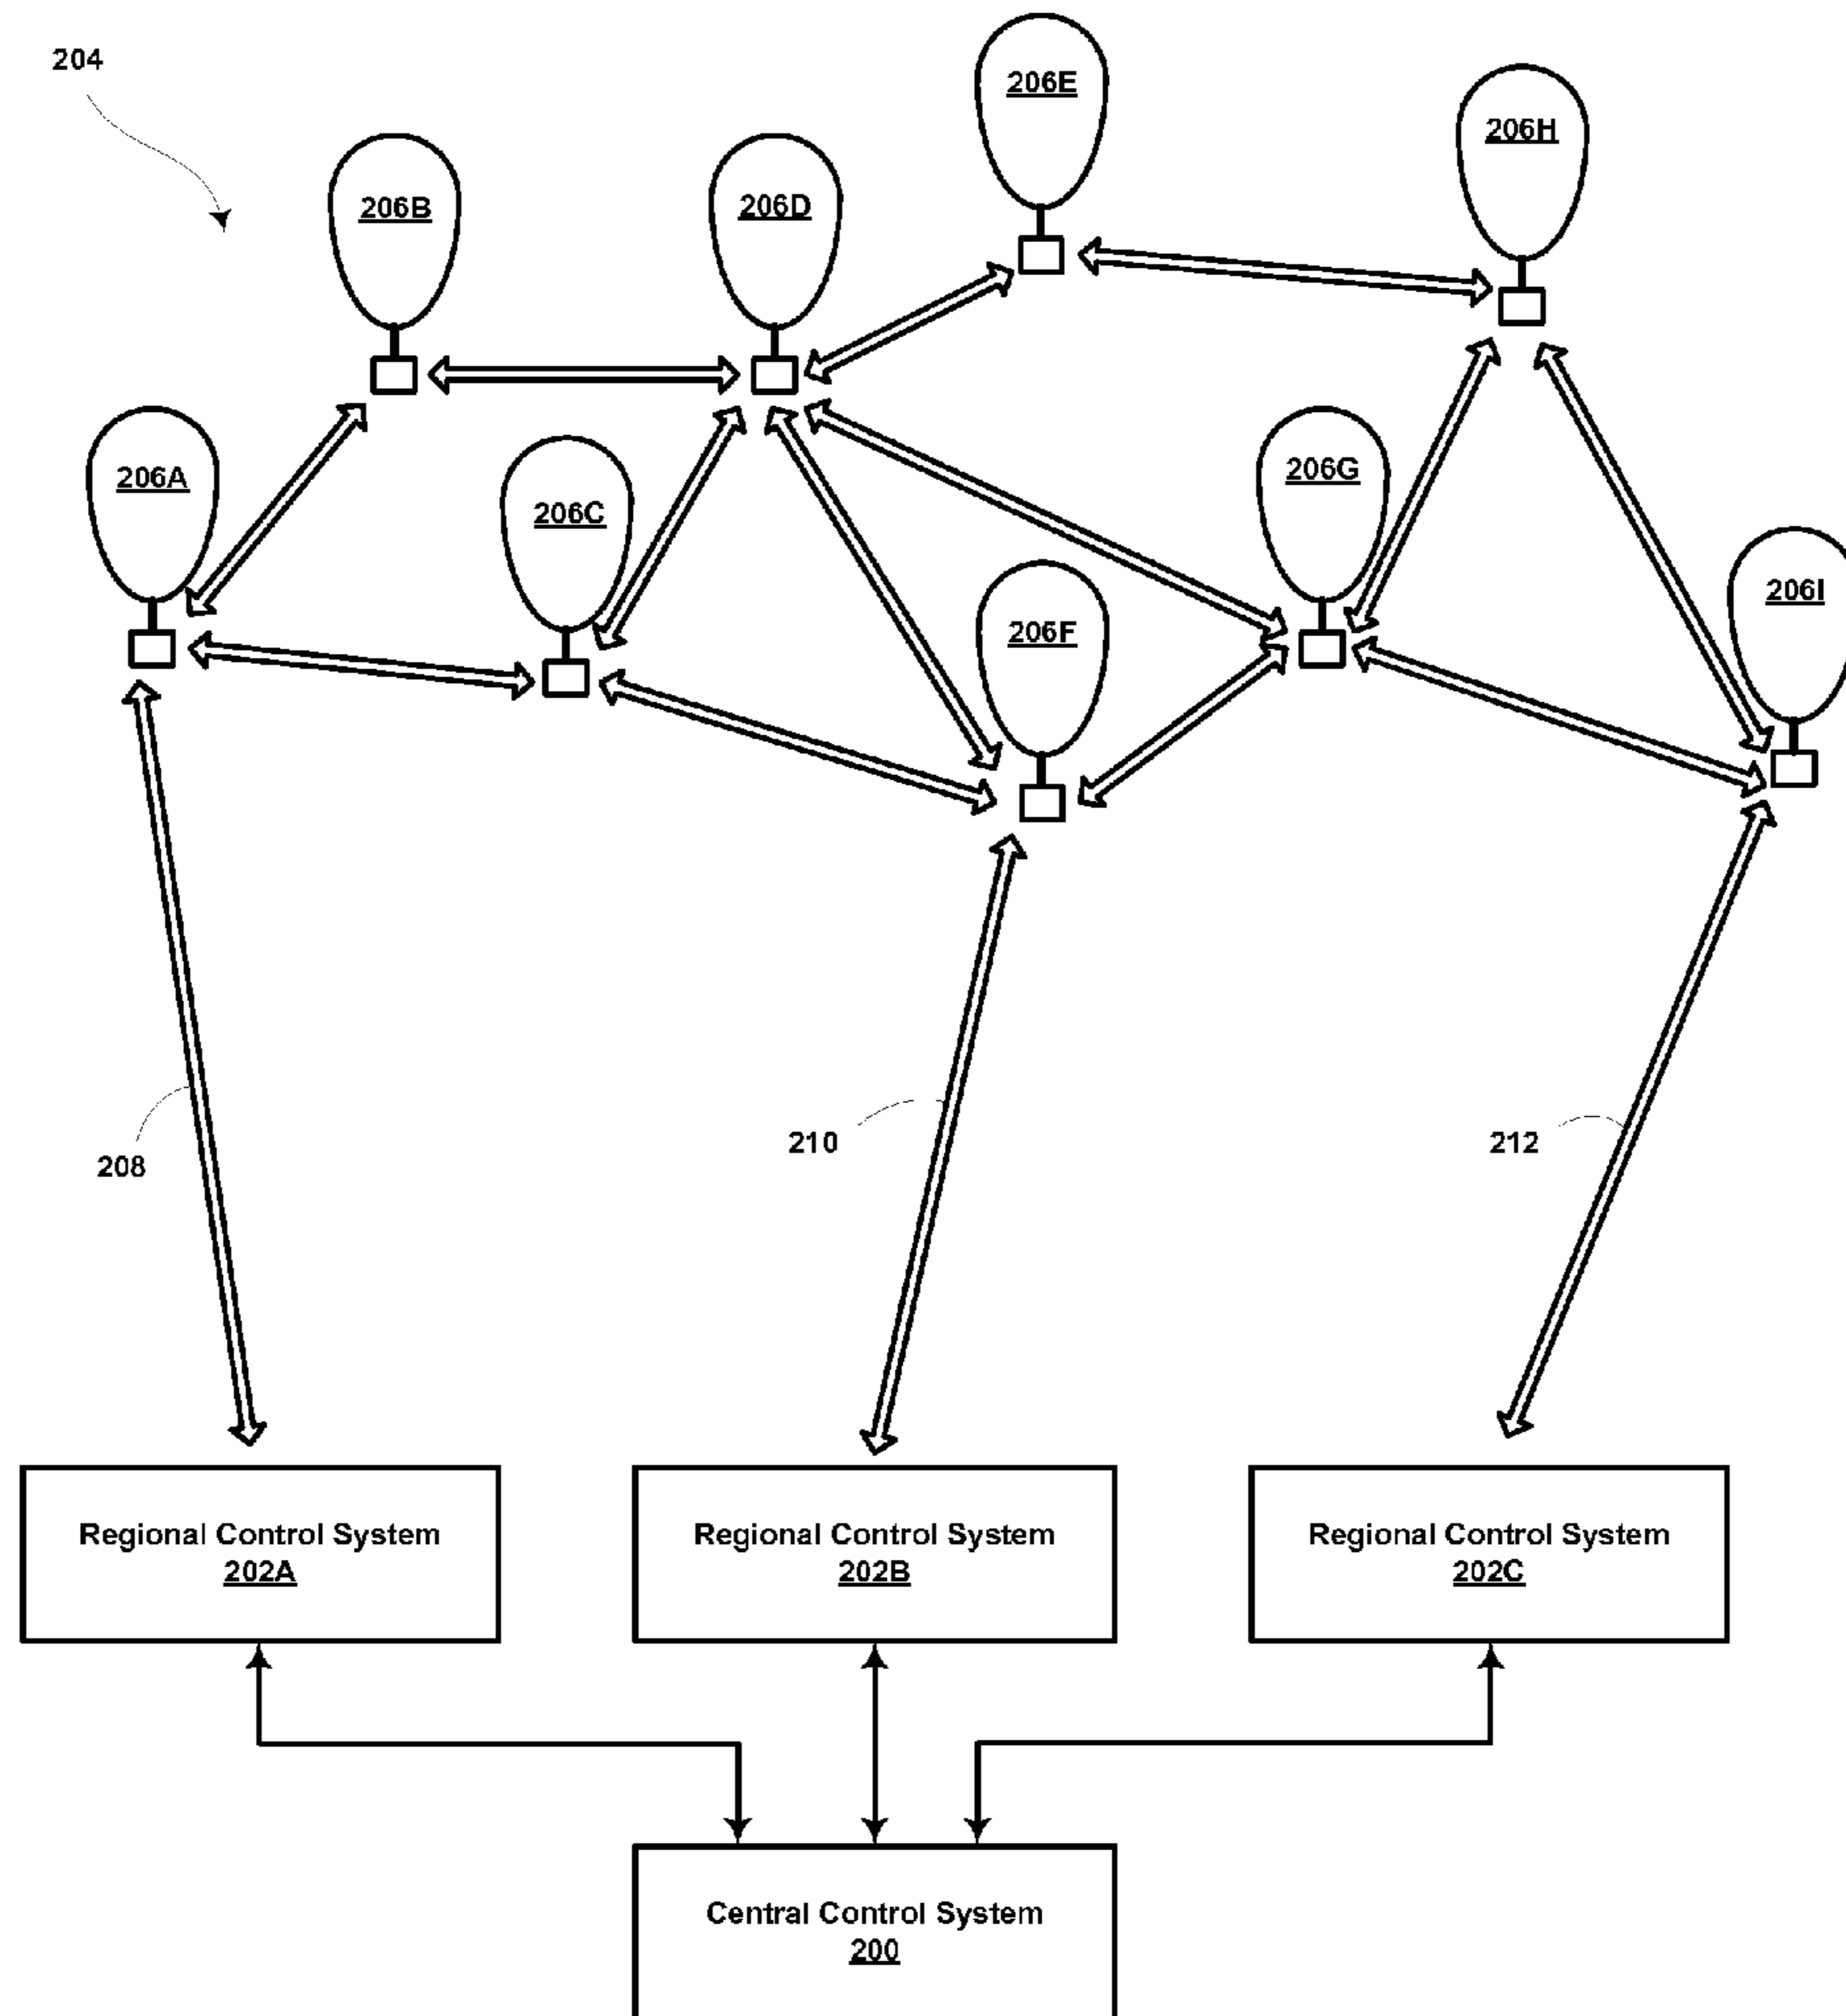 204
206E
206H
206B
206D
206A
206C
206G
206F
206I
208
210
212
Regional Control System
202A
Regional Control System
202B
Regional Control System
202C
Central Control System
200